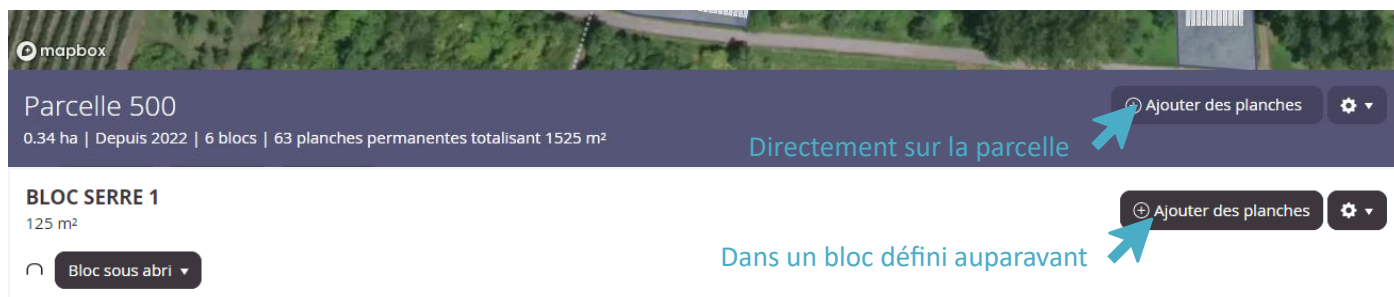 mapbox
Parcelle 500
Ajouter des planches
0.34 ha | Depuis 2022 | 6 blocs | 63 planches permanentes totalisant 1525 m²
Directement sur la parcelle
BLOC SERRE 1
Ajouter des planches
125 m²
Dans un bloc défini auparavant
Bloc sous abri